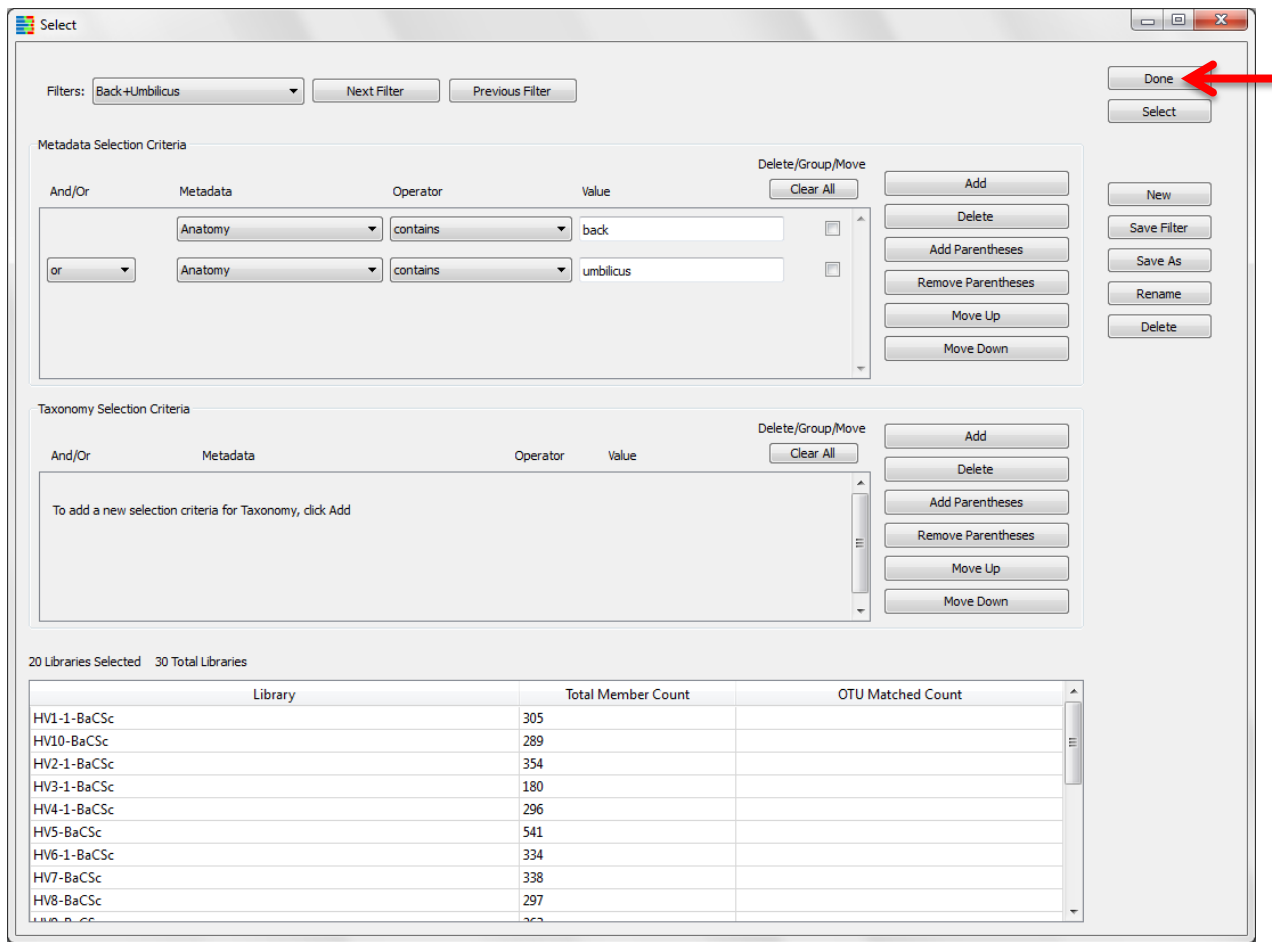 Select
Filters: Back+Umbilicus Next Filter Previous Filter Done
Select
Metadata Selection Criteria
Delete/Group/Move
And/Or Metadata Operator Value Clear All Add New
Anatomy contains back Delete Save Filter
Add Parentheses Save As
or Anatomy contains umbilicus
Remove Parentheses Rename
Move Up Delete
Move Down
Taxonomy Selection Criteria
Delete/Group/Move Add
And/Or Metadata Operator Value Clear All
Delete
To add a new selection criteria for Taxonomy, click Add Add Parentheses
Remove Parentheses
Move Up
Move Down
20 Libraries Selected 30 Total Libraries
Library Total Member Count OTU Matched Count
HV1-1-BaCSc 305
HV10-BaCSc 289
HV2-1-BaCSc 354
HV3-1-BaCSc 180
HV4-1-BaCSc 296
HV5-BaCSc 541
HV6-1-BaCSc 334
HV7-BaCSc 338
HV8-BaCSc 297